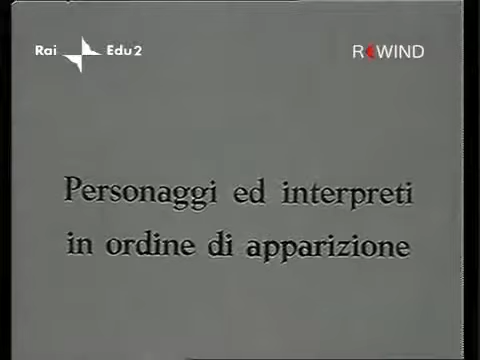 Rai Edu2
REWIND
Personaggi ed interpreti
in ordine di apparizione